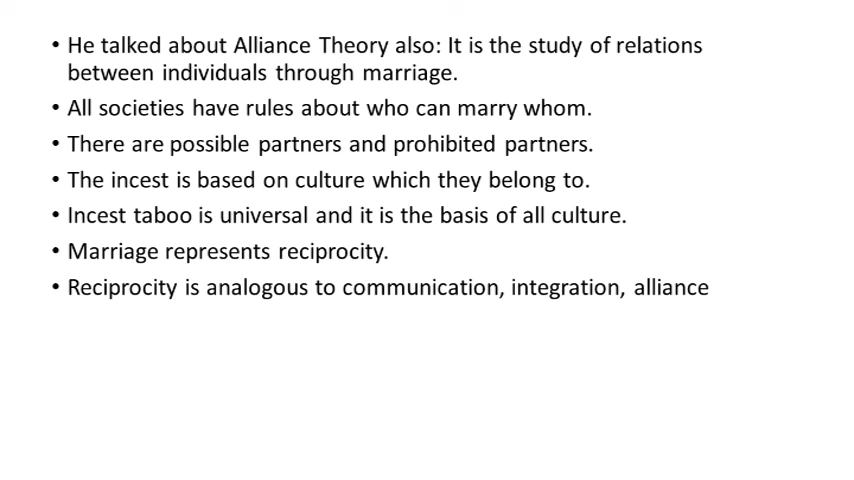 • He talked about Alliance Theory also: It is the study of relations
between individuals through marriage.
• All societies have rules about who can marry whom.
• There are possible partners and prohibited partners.
• The incest is based on culture which they belong to.
• Incest taboo is universal and it is the basis of all culture.
• Marriage represents reciprocity.
• Reciprocity is analogous to communication, integration, alliance